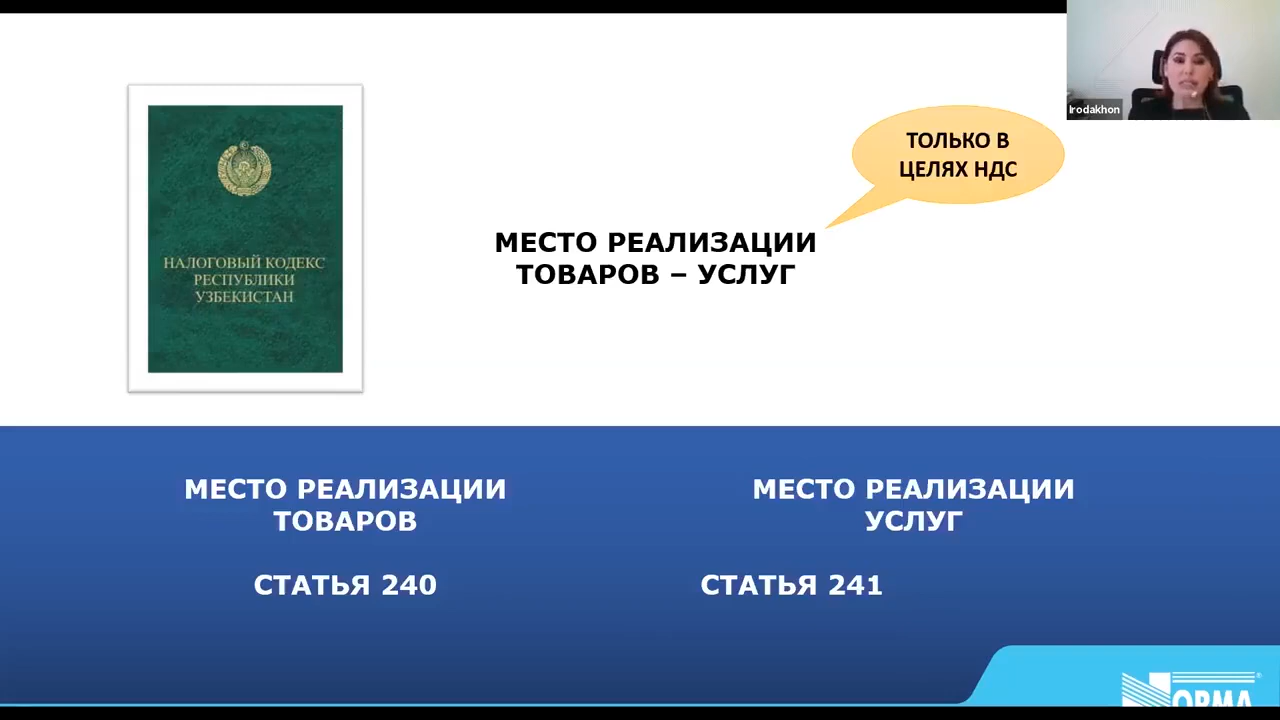 Irodakhon
ТОЛЬКО В
ЦЕЛЯХ НДС
МЕСТО РЕАЛИЗАЦИИ
ТОВАРОВ – УСЛУГ
НАЛОГОВЫЙ КОДЕКС
РЕСПУБЛИКИ
УЗБЕКИСТАН
МЕСТО РЕАЛИЗАЦИИ
ТОВАРОВ
СТАТЬЯ 240
МЕСТО РЕАЛИЗАЦИИ
УСЛУГ
СТАТЬЯ 241
NОРМА®